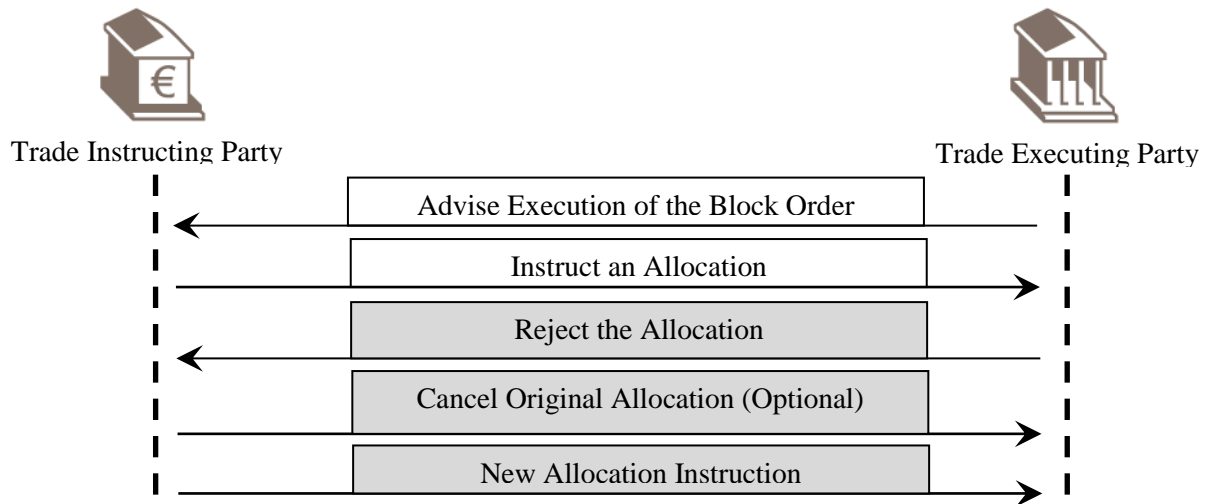 €
Trade Instructing Party
Trade Executing Party
Advise Execution of the Block Order
Instruct an Allocation
Reject the Allocation
Cancel Original Allocation (Optional)
New Allocation Instruction